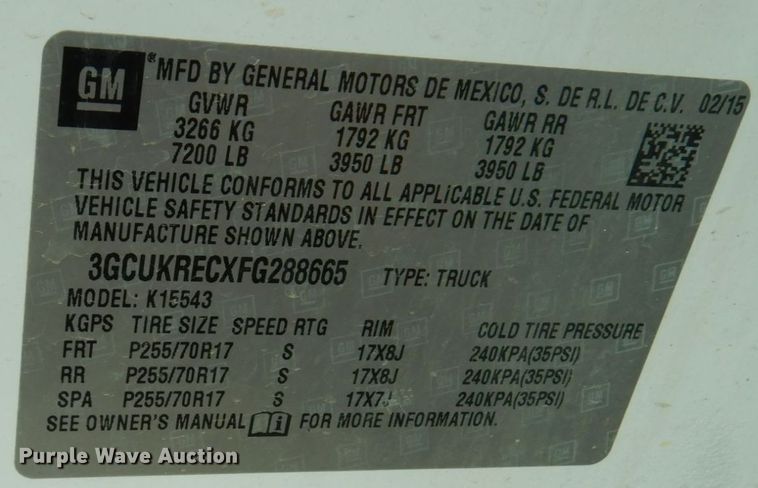 GM
® MFD BY GENERAL MOTORS DE MEXICO, S. DE R.L. DE C.V. 02/15
GVWR GAWR FRT GAWR RR
3266 KG 1792 KG 1792 KG
7200 LB 3950 LB 3950 LB
THIS VEHICLE CONFORMS TO ALL APPLICABLE U.S. FEDERAL MOTOR
VEHICLE SAFETY STANDARDS IN EFFECT ON THE DATE OF
MANUFACTURE SHOWN ABOVE.
3GCUKRECXFG288665 TYPE: TRUCK
MODEL: K15543
KGPS TIRE SIZE SPEED RTG RIM COLD TIRE PRESSURE
FRT P255/70R17 S 17X8J 240KPA(35PSI)
RR P255/70R17 S 17X8J 240KPA(35PSI)
SPA P255/70R17 S 17X7J 240KPA(35PSI)
SEE OWNER'S MANUAL i FOR MORE INFORMATION.
Purple Wave Auction